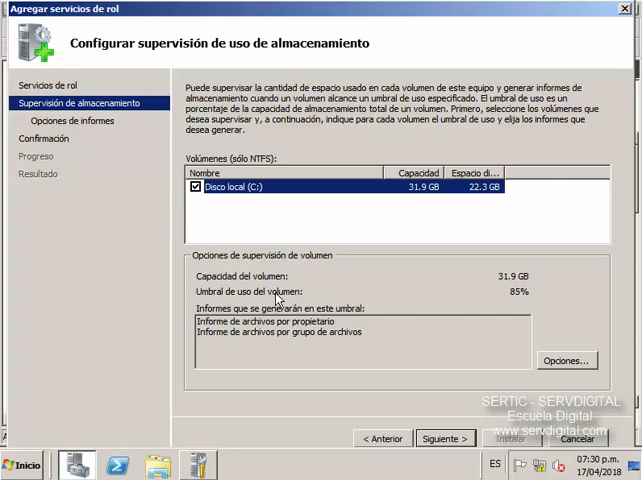 Agregar servicios de rol
Configurar supervisión de uso de almacenamiento
Servicios de rol
Supervisión de almacenamiento
Opciones de informes
Confirmación
Progreso
Resultado
Puede supervisar la cantidad de espacio usado en cada volumen de este equipo y generar informes de
almacenamiento cuando un volumen alcance un umbral de uso especificado. El umbral de uso es un
porcentaje de la capacidad de almacenamiento total de un volumen. Primero, seleccione los volúmenes que
desea supervisar y, a continuación, indique para cada volumen el umbral de uso y elija los informes que
desea generar.
Volúmenes (sólo NTFS):
Nombre Capacidad Espacio di...
Disco local (C:) 31.9 GB 22.3 GB
Opciones de supervisión de volumen
Capacidad del volumen: 31.9 GB
Umbral de uso del volumen: 85%
Informes que se generarán en este umbral:
Informe de archivos por propietario
Informe de archivos por grupo de archivos
Opciones...
SERTIC - SERVDIGITAL
Escuela Digital
www.servdigital.com
< Anterior Siguiente > Instalar Cancelar
Inicio ES 07:30 p.m.
17/04/2018